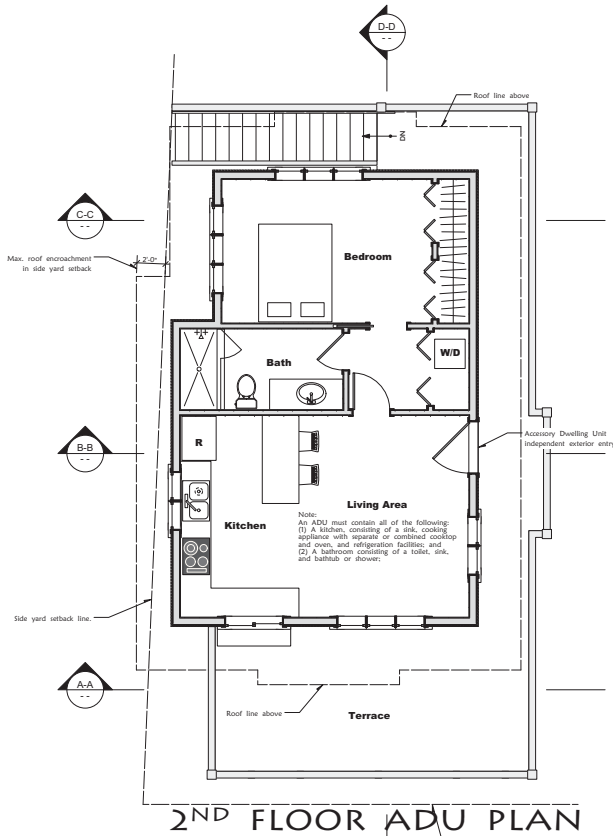 D-D
--
Roof line above
DN
C-C
--
Max. roof encroachment
in side yard setback
2'-0"
Bedroom
Bath
W/D
R
B-B
--
Accessory Dwelling Unit
independent exterior entry
Living Area
Kitchen
Note:
An ADU must contain all of the following:
(1) A kitchen, consisting of a sink, cooking
appliance with separate or combined cooktop
and oven, and refrigeration facilities; and
(2) A bathroom consisting of a toilet, sink,
and bathtub or shower;
Side yard setback line.
A-A
--
Roof line above
Terrace
2ND FLOOR ADU PLAN